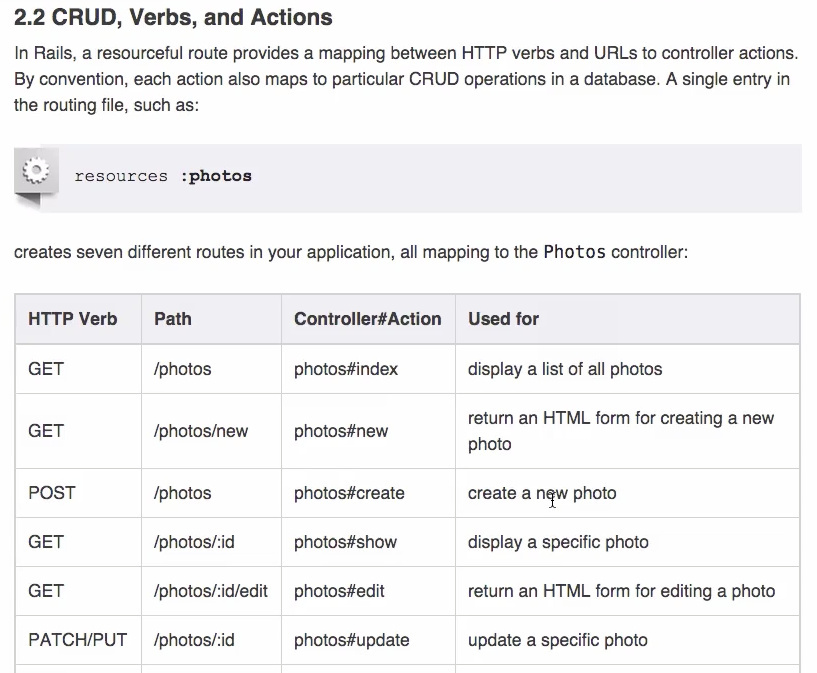 2.2 CRUD, Verbs, and Actions
In Rails, a resourceful route provides a mapping between HTTP verbs and URLs to controller actions.
By convention, each action also maps to particular CRUD operations in a database. A single entry in
the routing file, such as:
resources :photos
creates seven different routes in your application, all mapping to the Photos controller:
HTTP Verb Path Controller#Action Used for
GET /photos photos#index display a list of all photos
GET /photos/new photos#new return an HTML form for creating a new
photo
POST /photos photos#create create a new photo
GET /photos/:id photos#show display a specific photo
GET /photos/:id/edit photos#edit return an HTML form for editing a photo
PATCH/PUT /photos/:id photos#update update a specific photo